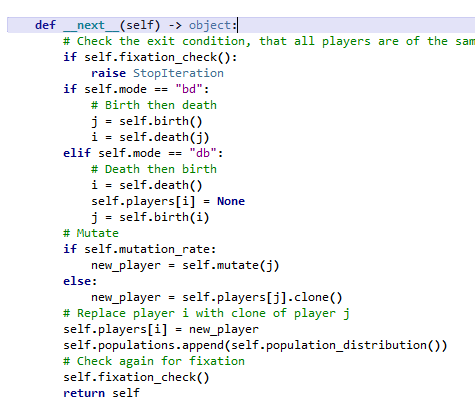 def __next__(self) -> object:
# Check the exit condition, that all players are of the sam
if self.fixation_check():
raise StopIteration
if self.mode == "bd":
# Birth then death
j = self.birth()
i = self.death(j)
elif self.mode == "db":
# Death then birth
i = self.death()
self.players[i] = None
j = self.birth(i)
# Mutate
if self.mutation_rate:
new_player = self.mutate(j)
else:
new_player = self.players[j].clone()
# Replace player i with clone of player j
self.players[i] = new_player
self.populations.append(self.population_distribution())
# Check again for fixation
self.fixation_check()
return self